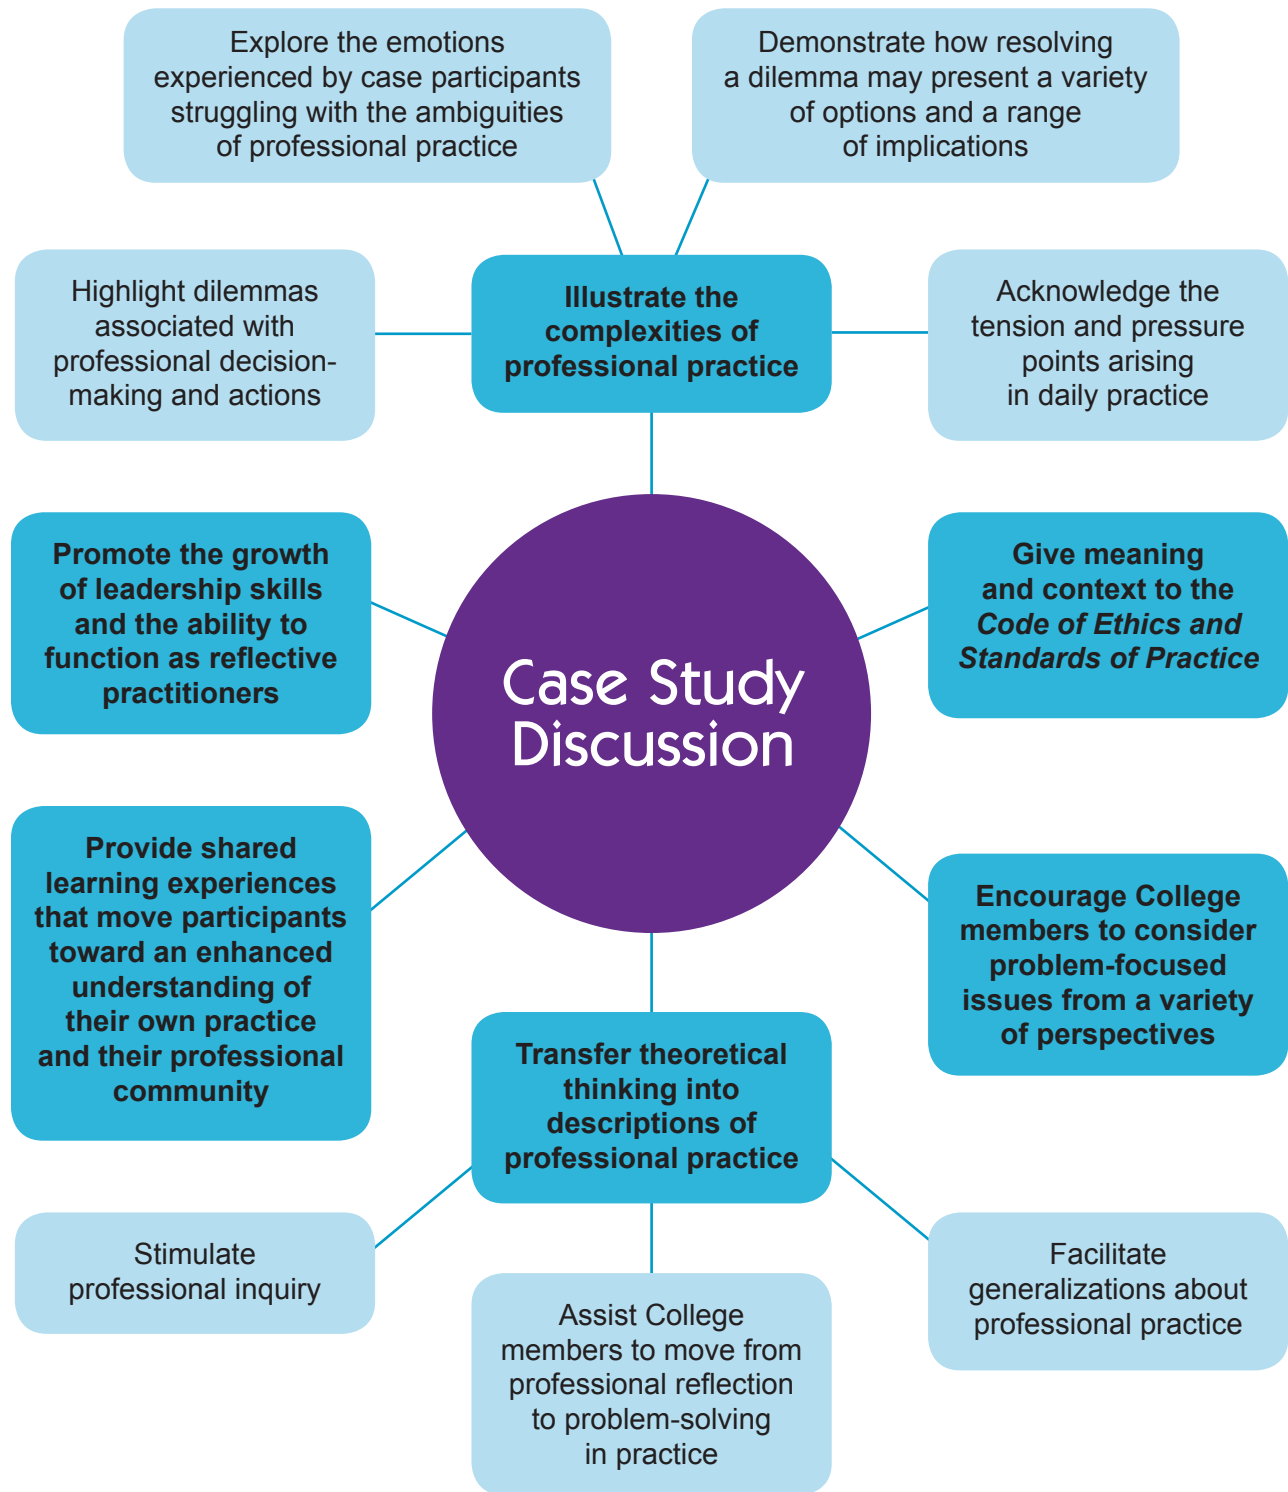 Explore the emotions
experienced by case participants
struggling with the ambiguities
of professional practice
Demonstrate how resolving
a dilemma may present a variety
of options and a range
of implications
Highlight dilemmas
associated with
professional decision-
making and actions
Illustrate the
complexities of
professional practice
Acknowledge the
tension and pressure
points arising
in daily practice
Promote the growth
of leadership skills
and the ability to
function as reflective
practitioners
Give meaning
and context to the
Code of Ethics and
Standards of Practice
Case Study
Discussion
Provide shared
learning experiences
that move participants
toward an enhanced
understanding of
their own practice
and their professional
community
Encourage College
members to consider
problem-focused
issues from a variety
of perspectives
Transfer theoretical
thinking into
descriptions of
professional practice
Stimulate
professional inquiry
Assist College
members to move from
professional reflection
to problem-solving
in practice
Facilitate
generalizations about
professional practice